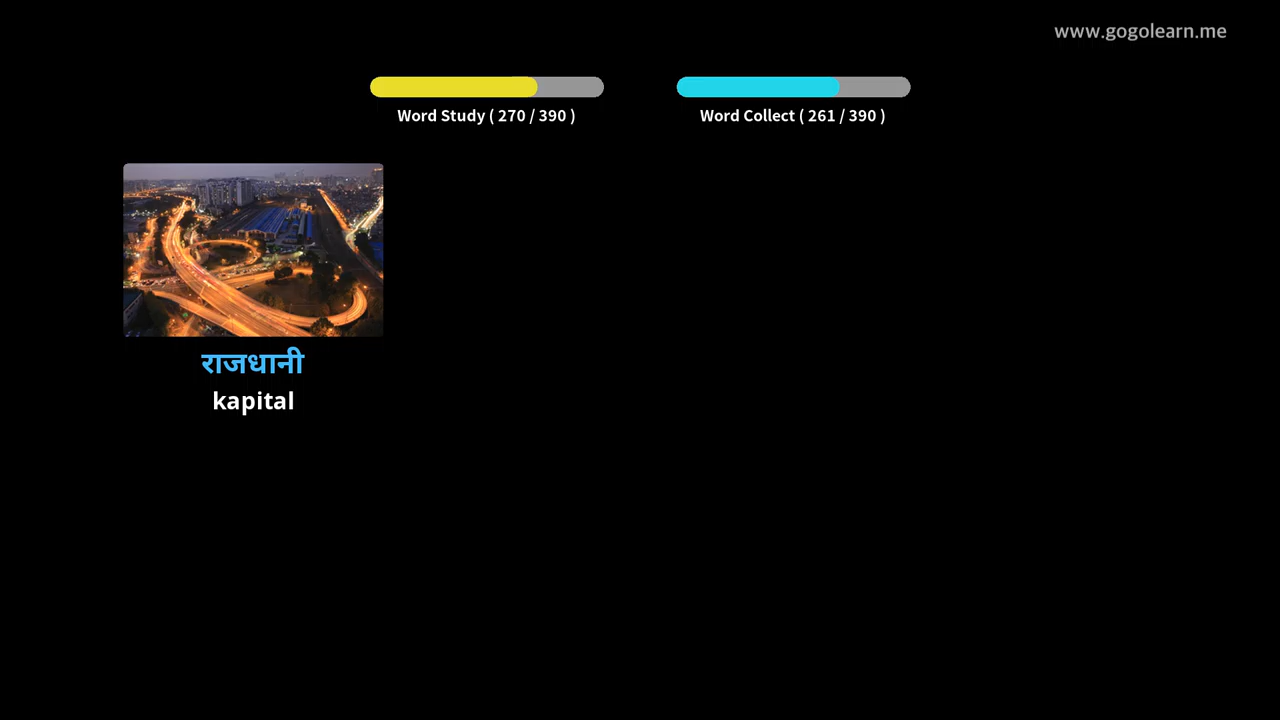 www.gogolearn.me
Word Study ( 270 / 390 )
Word Collect ( 261 / 390 )
राजधानी
kapital